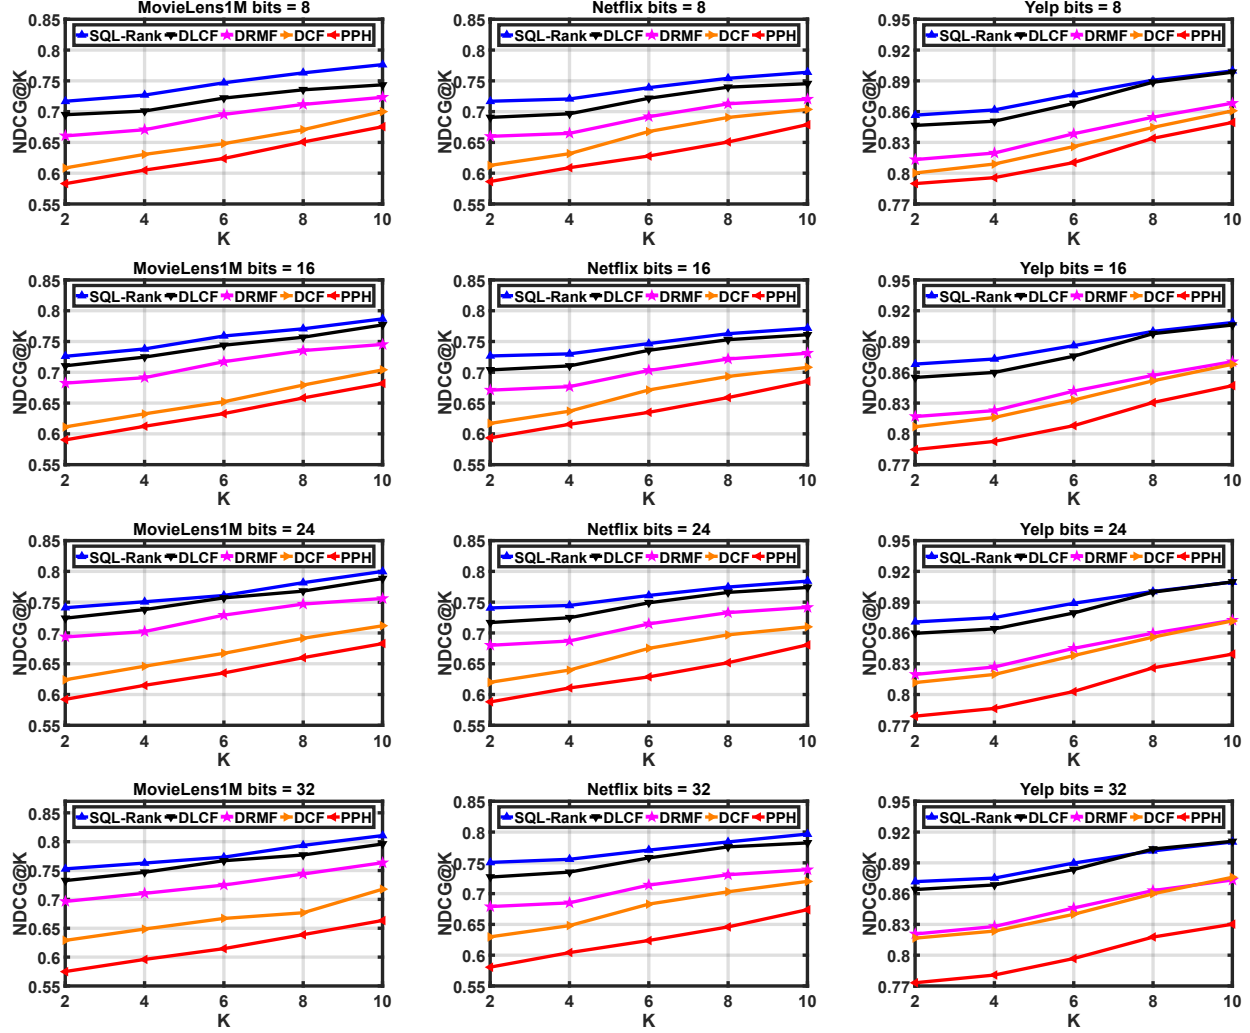 MovieLens1M bits = 8
SQL-Rank DLCF DRMF DCF PPH
NDCG@K
0.85
0.8
0.75
0.7
0.65
0.6
0.55
2 4 6 8 10
K
Netflix bits = 8
SQL-Rank DLCF DRMF DCF PPH
NDCG@K
0.85
0.8
0.75
0.7
0.65
0.6
0.55
2 4 6 8 10
K
Yelp bits = 8
SQL-Rank DLCF DRMF DCF PPH
NDCG@K
0.95
0.92
0.89
0.86
0.83
0.8
0.77
2 4 6 8 10
K
MovieLens1M bits = 16
SQL-Rank DLCF DRMF DCF PPH
NDCG@K
0.85
0.8
0.75
0.7
0.65
0.6
0.55
2 4 6 8 10
K
Netflix bits = 16
SQL-Rank DLCF DRMF DCF PPH
NDCG@K
0.85
0.8
0.75
0.7
0.65
0.6
0.55
2 4 6 8 10
K
Yelp bits = 16
SQL-Rank DLCF DRMF DCF PPH
NDCG@K
0.95
0.92
0.89
0.86
0.83
0.8
0.77
2 4 6 8 10
K
MovieLens1M bits = 24
SQL-Rank DLCF DRMF DCF PPH
NDCG@K
0.85
0.8
0.75
0.7
0.65
0.6
0.55
2 4 6 8 10
K
Netflix bits = 24
SQL-Rank DLCF DRMF DCF PPH
NDCG@K
0.85
0.8
0.75
0.7
0.65
0.6
0.55
2 4 6 8 10
K
Yelp bits = 24
SQL-Rank DLCF DRMF DCF PPH
NDCG@K
0.95
0.92
0.89
0.86
0.83
0.8
0.77
2 4 6 8 10
K
MovieLens1M bits = 32
SQL-Rank DLCF DRMF DCF PPH
NDCG@K
0.85
0.8
0.75
0.7
0.65
0.6
0.55
2 4 6 8 10
K
Netflix bits = 32
SQL-Rank DLCF DRMF DCF PPH
NDCG@K
0.85
0.8
0.75
0.7
0.65
0.6
0.55
2 4 6 8 10
K
Yelp bits = 32
SQL-Rank DLCF DRMF DCF PPH
NDCG@K
0.95
0.92
0.89
0.86
0.83
0.8
0.77
2 4 6 8 10
K